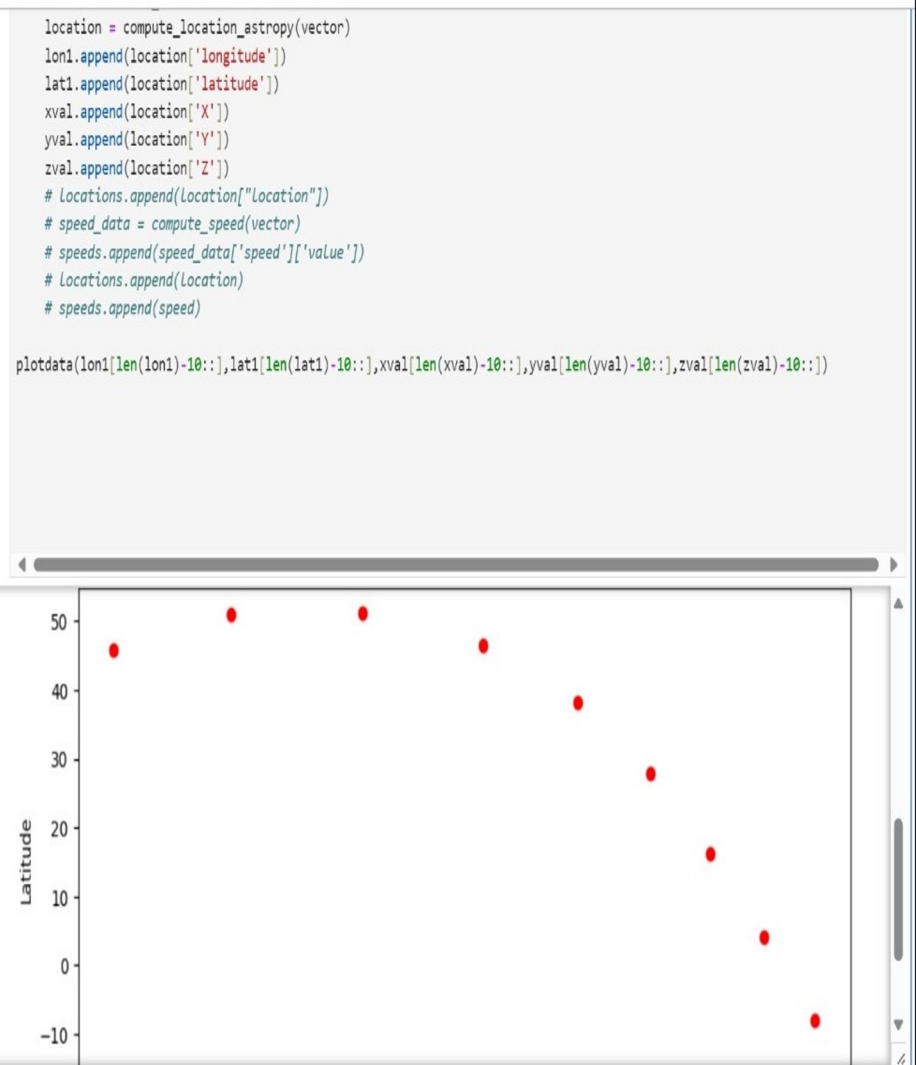 location = compute_location_astropy(vector)
lon1.append(location['longitude'])
lat1.append(location['latitude'])
xval.append(location['X'])
yval.append(location['Y'])
zval.append(location['Z'])
# locations.append(location["location"])
# speed_data = compute_speed(vector)
# speeds.append(speed_data['speed']['value'])
# locations.append(location)
# speeds.append(speed)
plotdata(lon1[len(lon1)-10::],lat1[len(lat1)-10::],xval[len(xval)-10::],yval[len(yval)-10::],zval[len(zval)-10::])
50
40
30
20
10
0
−10
Latitude